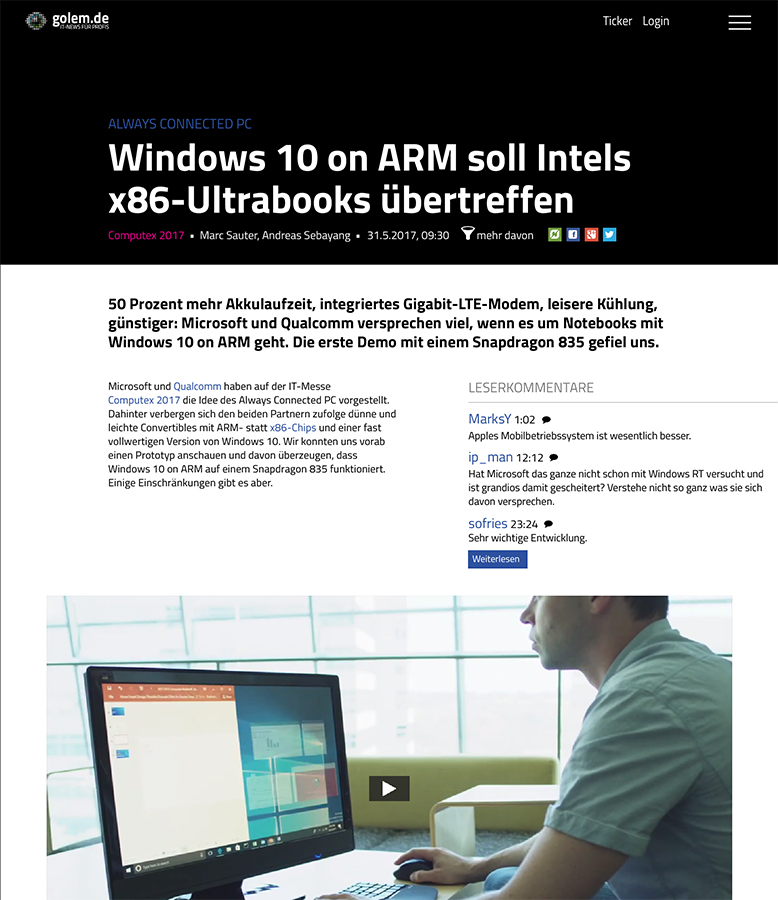 golem.de
IT-NEWS FÜR PROFIS
Ticker Login
ALWAYS CONNECTED PC
Windows 10 on ARM soll Intels
x86-Ultrabooks übertreffen
Computex 2017 ▪ Marc Sauter, Andreas Sebayang ▪ 31.5.2017, 09:30 mehr davon
50 Prozent mehr Akkulaufzeit, integriertes Gigabit-LTE-Modem, leisere Kühlung,
günstiger: Microsoft und Qualcomm versprechen viel, wenn es um Notebooks mit
Windows 10 on ARM geht. Die erste Demo mit einem Snapdragon 835 gefiel uns.
Microsoft und Qualcomm haben auf der IT-Messe
Computex 2017 die Idee des Always Connected PC vorgestellt.
Dahinter verbergen sich den beiden Partnern zufolge dünne und
leichte Convertibles mit ARM- statt x86-Chips und einer fast
vollwertigen Version von Windows 10. Wir konnten uns vorab
einen Prototyp anschauen und davon überzeugen, dass
Windows 10 on ARM auf einem Snapdragon 835 funktioniert.
Einige Einschränkungen gibt es aber.
LESERKOMMENTARE
MarksY 1:02
Apples Mobilbetriebssystem ist wesentlich besser.
ip_man 12:12
Hat Microsoft das ganze nicht schon mit Windows RT versucht und
ist grandios damit gescheitert? Verstehe nicht so ganz was sie sich
davon versprechen.
sofries 23:24
Sehr wichtige Entwicklung.
Weiterlesen